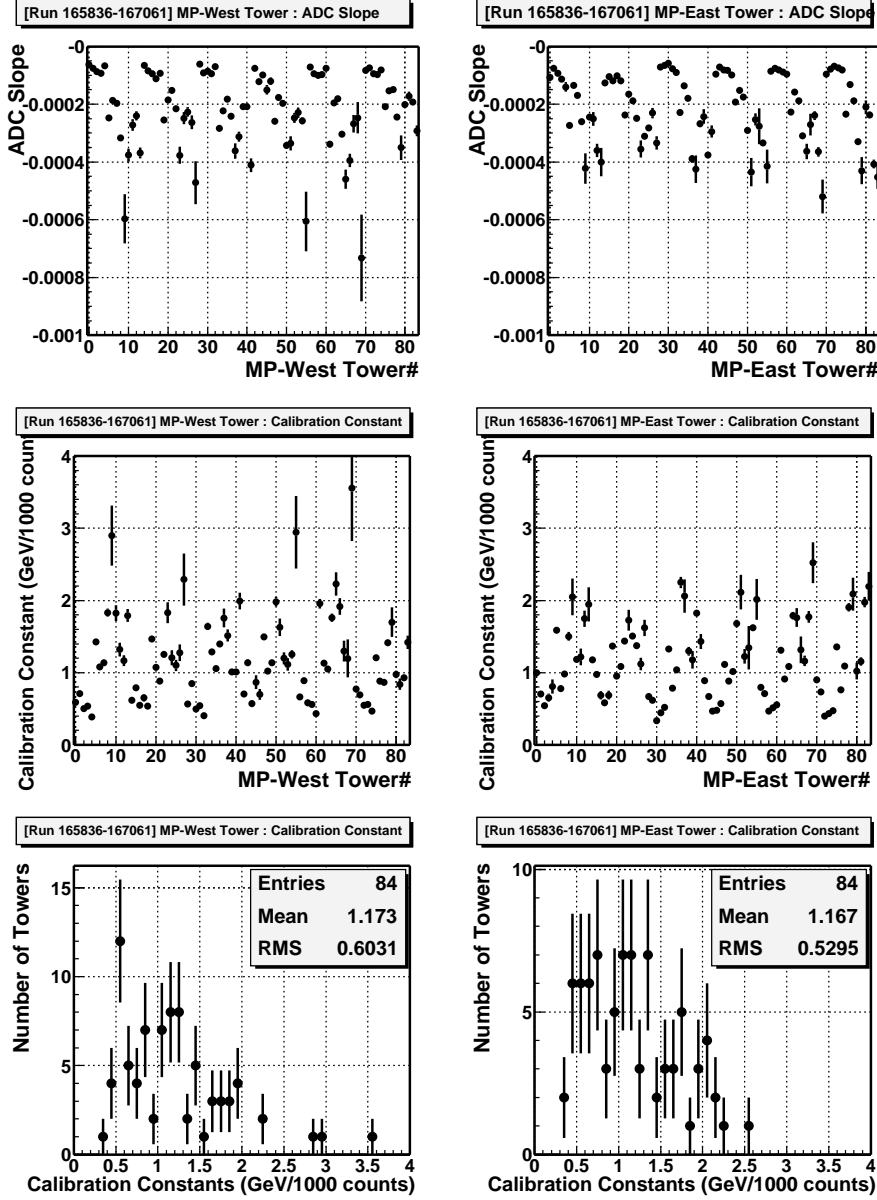 [Run 165836-167061] MP-West Tower : ADC Slope
[Run 165836-167061] MP-East Tower : ADC Slope
ADC Slope
-0
-0.0002
-0.0004
-0.0006
-0.0008
-0.001
0 10 20 30 40 50 60 70 80
MP-West Tower#
ADC Slope
-0
-0.0002
-0.0004
-0.0006
-0.0008
-0.001
0 10 20 30 40 50 60 70 80
MP-East Tower#
[Run 165836-167061] MP-West Tower : Calibration Constant
[Run 165836-167061] MP-East Tower : Calibration Constant
Calibration Constant (GeV/1000 coun
4
3
2
1
0
0 10 20 30 40 50 60 70 80
MP-West Tower#
Calibration Constant (GeV/1000 coun
4
3
2
1
0
0 10 20 30 40 50 60 70 80
MP-East Tower#
[Run 165836-167061] MP-West Tower : Calibration Constant
[Run 165836-167061] MP-East Tower : Calibration Constant
Number of Towers
15
10
5
0
Entries 84
Mean 1.173
RMS 0.6031
0 0.5 1 1.5 2 2.5 3 3.5 4
Calibration Constants (GeV/1000 counts)
Number of Towers
10
5
0
Entries 84
Mean 1.167
RMS 0.5295
0 0.5 1 1.5 2 2.5 3 3.5 4
Calibration Constants (GeV/1000 counts)